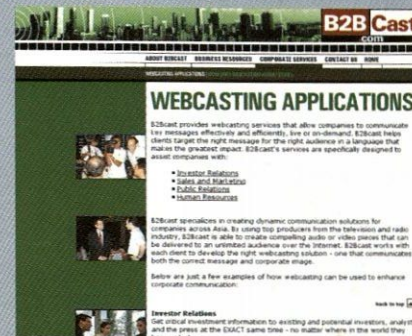 B2B Cast
.com
ABOUT B2BCAST BUSINESS RESOURCES CORPORATE SERVICES CONTACT US HOME
WEBCASTING APPLICATIONS
WEBCASTING APPLICATIONS
B2Bcast provides webcasting services that allow companies to communicate
key messages effectively and efficiently, live or on-demand. B2Bcast helps
clients target the right message for the right audience in a language that
makes the greatest impact. B2Bcast's services are specifically designed to
assist companies with:
Investor Relations
Sales and Marketing
Public Relations
Human Resources
B2Bcast specializes in creating dynamic communication solutions for
companies across Asia. By using top producers from the television and radio
industry, B2Bcast is able to create compelling audio or video pieces that can
be delivered to an unlimited audience over the Internet. B2Bcast works with
each client to develop the right webcasting solution - one that communicates
both the correct message and corporate image.
Below are just a few examples of how webcasting can be used to enhance
corporate communication:
back to top
Investor Relations
Get critical investment information to existing and potential investors, analyst
and the press at the EXACT same time - no matter where in the world they